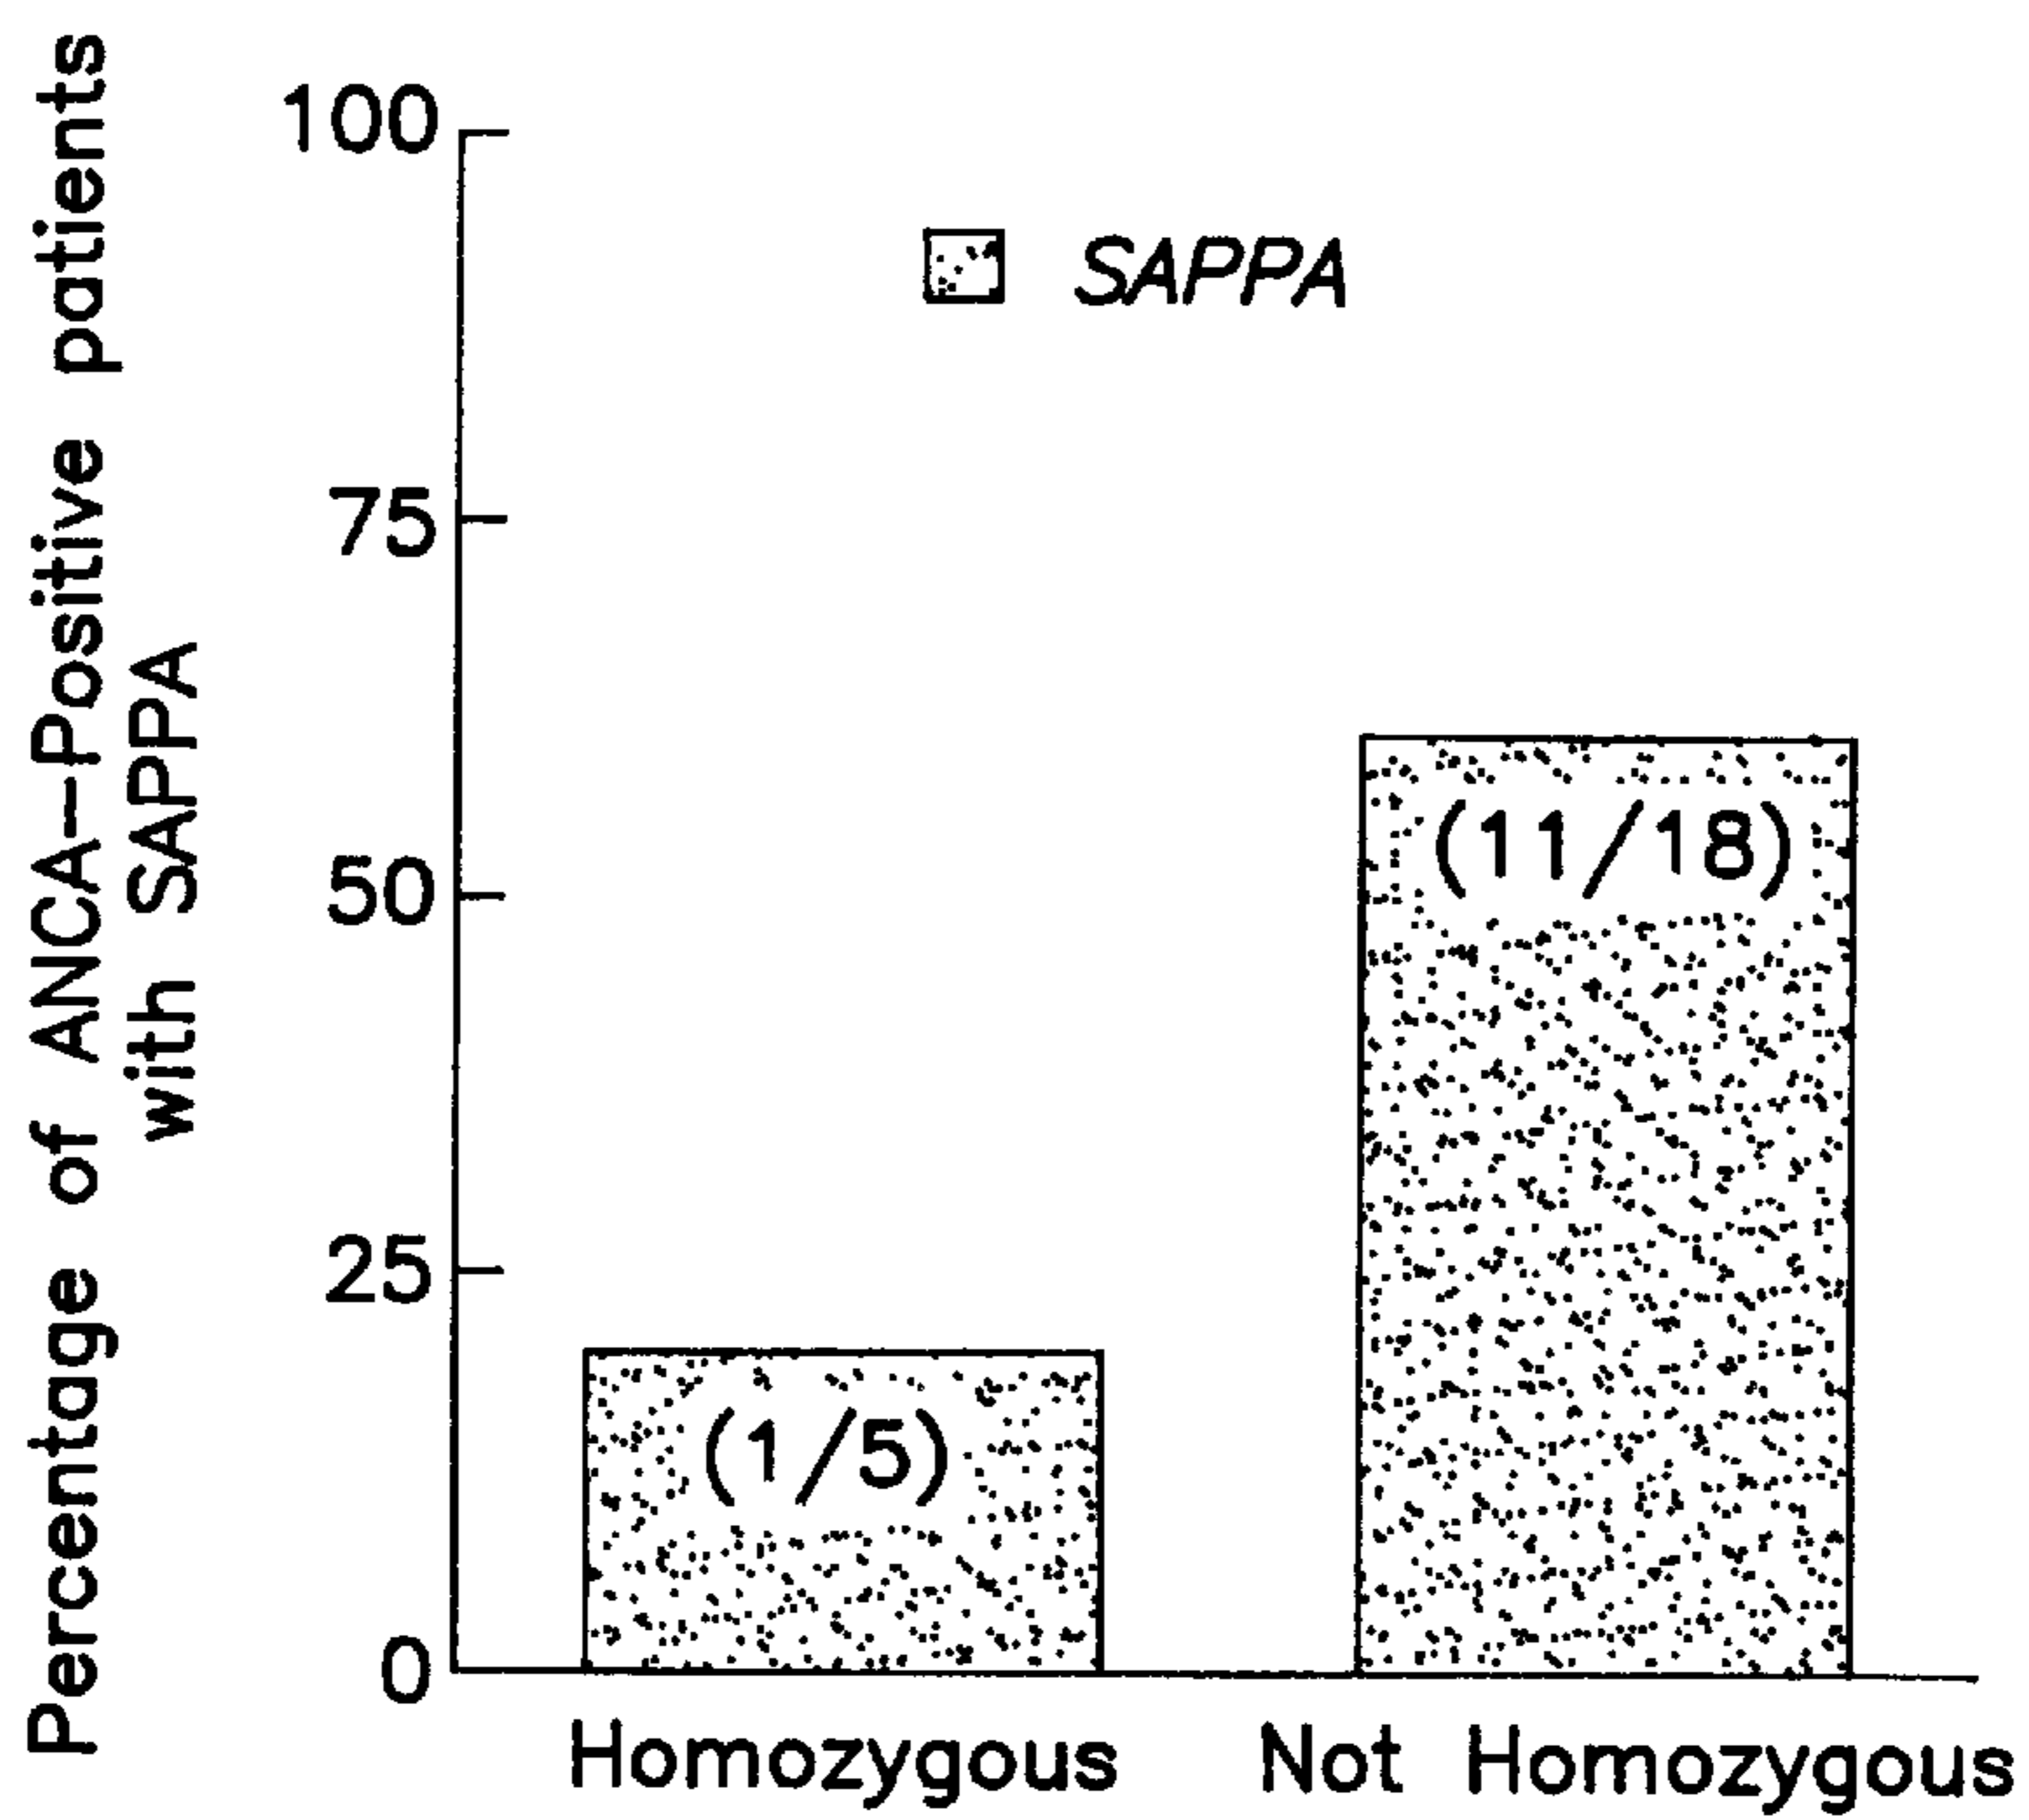 Percentage of ANCA-Positive patients
with SAPPA
100
75
50
25
0
SAPPA
(11/18)
(1/5)
Homozygous
Not Homozygous